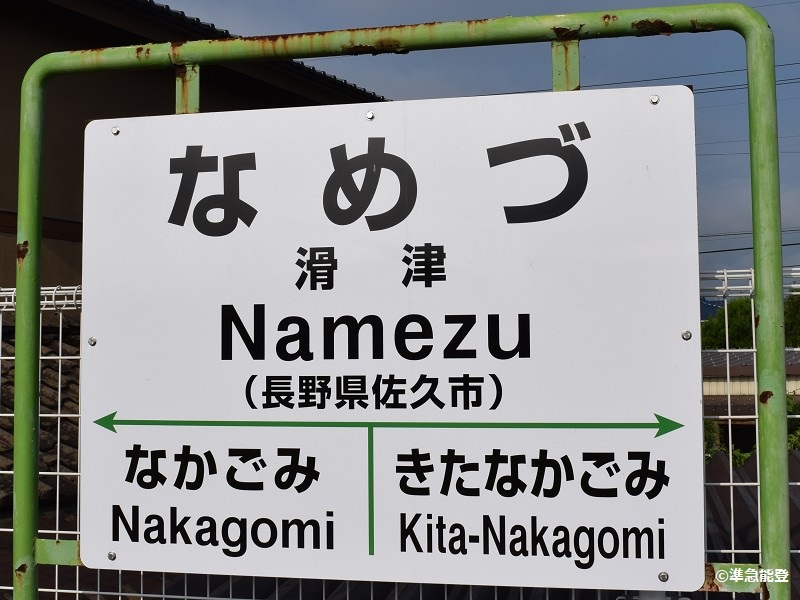 なめづ
滑津
Namezu
（長野県佐久市）
なかごみ
Nakagomi
きたなかごみ
Kita-Nakagomi
©準急能登